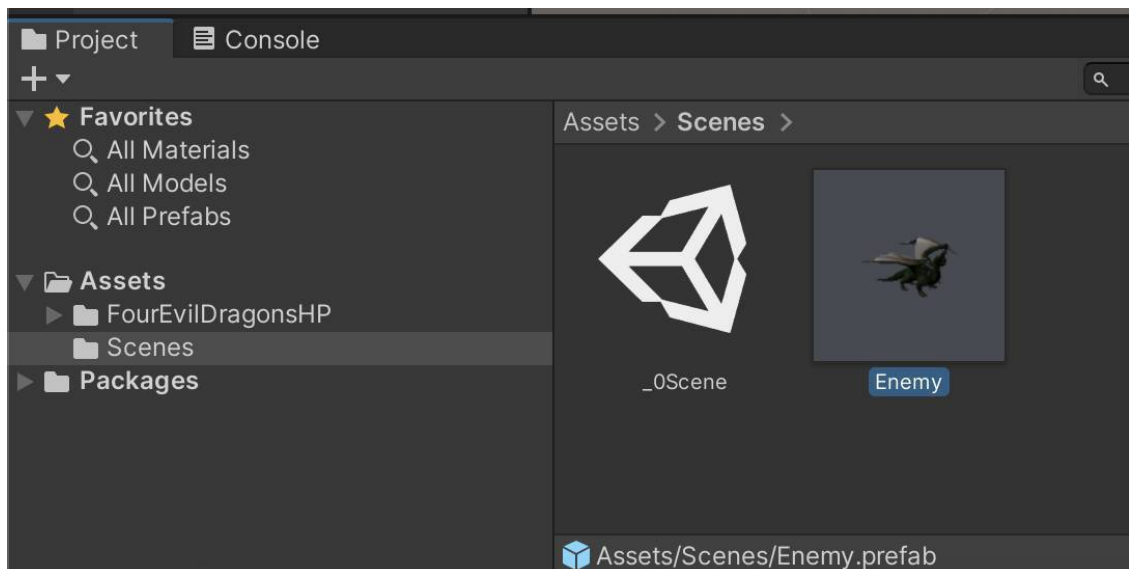 Project
Console
Favorites
All Materials
All Models
All Prefabs
Assets
FourEvilDragonsHP
Scenes
Packages
Assets > Scenes >
_0Scene
Enemy
Assets/Scenes/Enemy.prefab